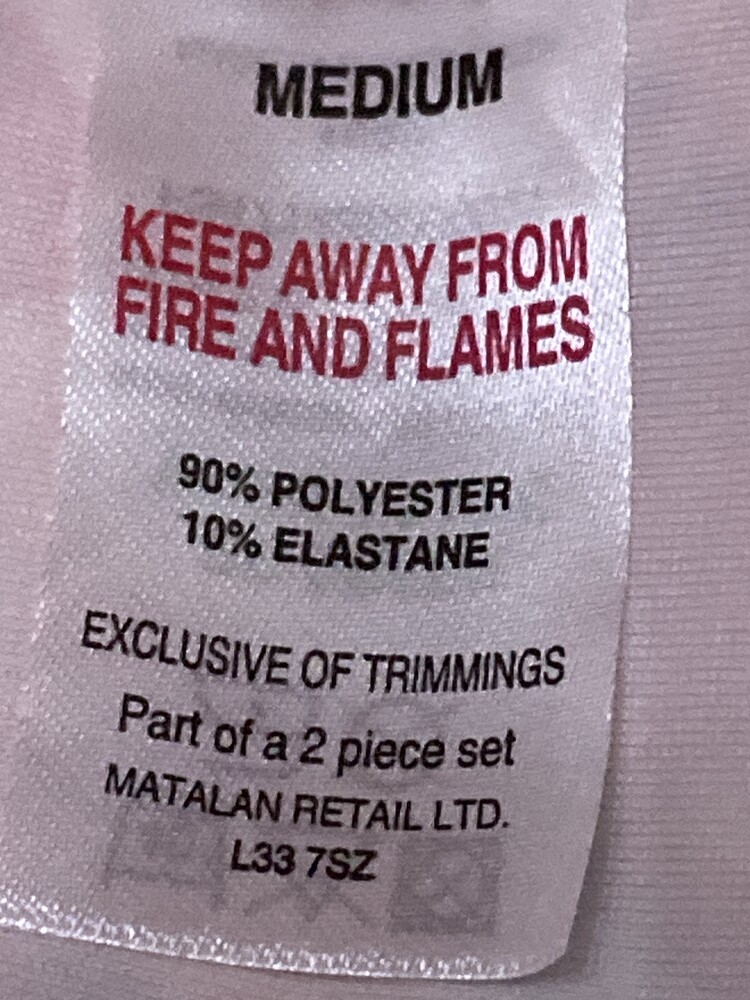 MEDIUM
KEEP AWAY FROM
FIRE AND FLAMES
90% POLYESTER
10% ELASTANE
EXCLUSIVE OF TRIMMINGS
Part of a 2 piece set
MATALAN RETAIL LTD.
L33 7SZ